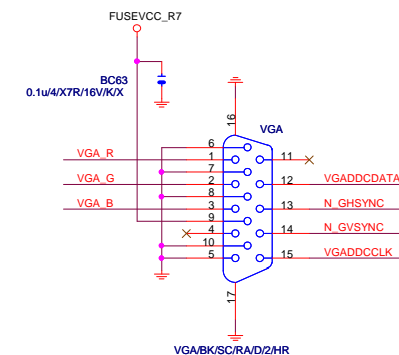 FUSEVCC_R7
BC63
0.1u/4/X7R/16V/K/X
16
VGA
6
VGA_R
1
11
7
VGA_G
2
12
VGADDCDATA
8
VGA_B
3
13
N_GHSYNC
9
4
14
N_GVSYNC
10
5
15
VGADDCCLK
17
VGA/BK/SC/RA/D/2/HR